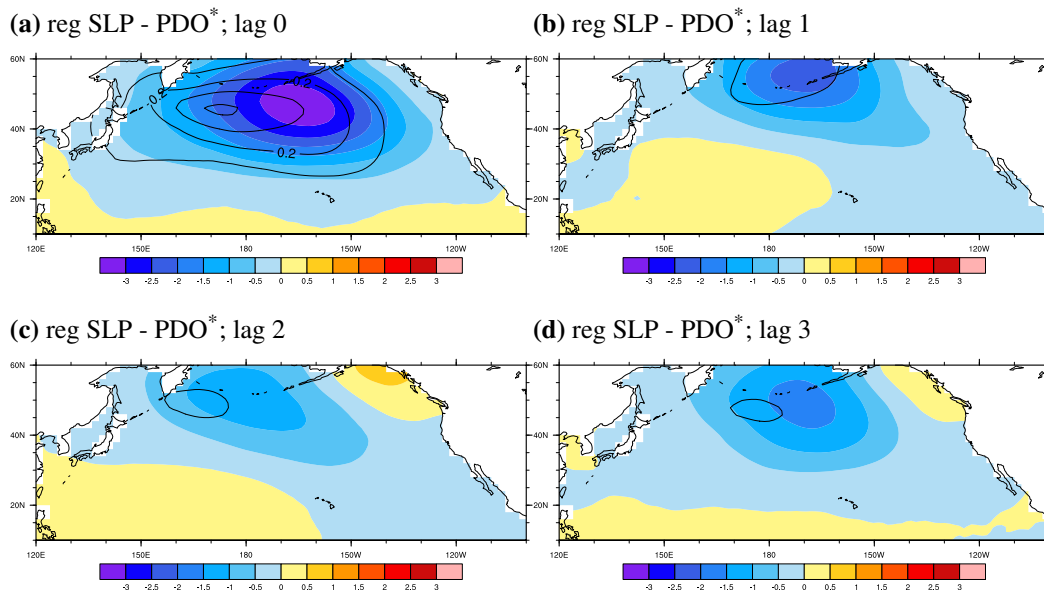 (a) reg SLP - PDO*; lag 0
(b) reg SLP - PDO*; lag 1
60N
40N
20N
120E 150E 180 150W 120W
0.2
0.2
0.2
-3 -2.5 -2 -1.5 -1 -0.5 0 0.5 1 1.5 2 2.5 3
60N
40N
20N
120E 150E 180 150W 120W
-3 -2.5 -2 -1.5 -1 -0.5 0 0.5 1 1.5 2 2.5 3
(c) reg SLP - PDO*; lag 2
(d) reg SLP - PDO*; lag 3
60N
40N
20N
120E 150E 180 150W 120W
-3 -2.5 -2 -1.5 -1 -0.5 0 0.5 1 1.5 2 2.5 3
60N
40N
20N
120E 150E 180 150W 120W
-3 -2.5 -2 -1.5 -1 -0.5 0 0.5 1 1.5 2 2.5 3